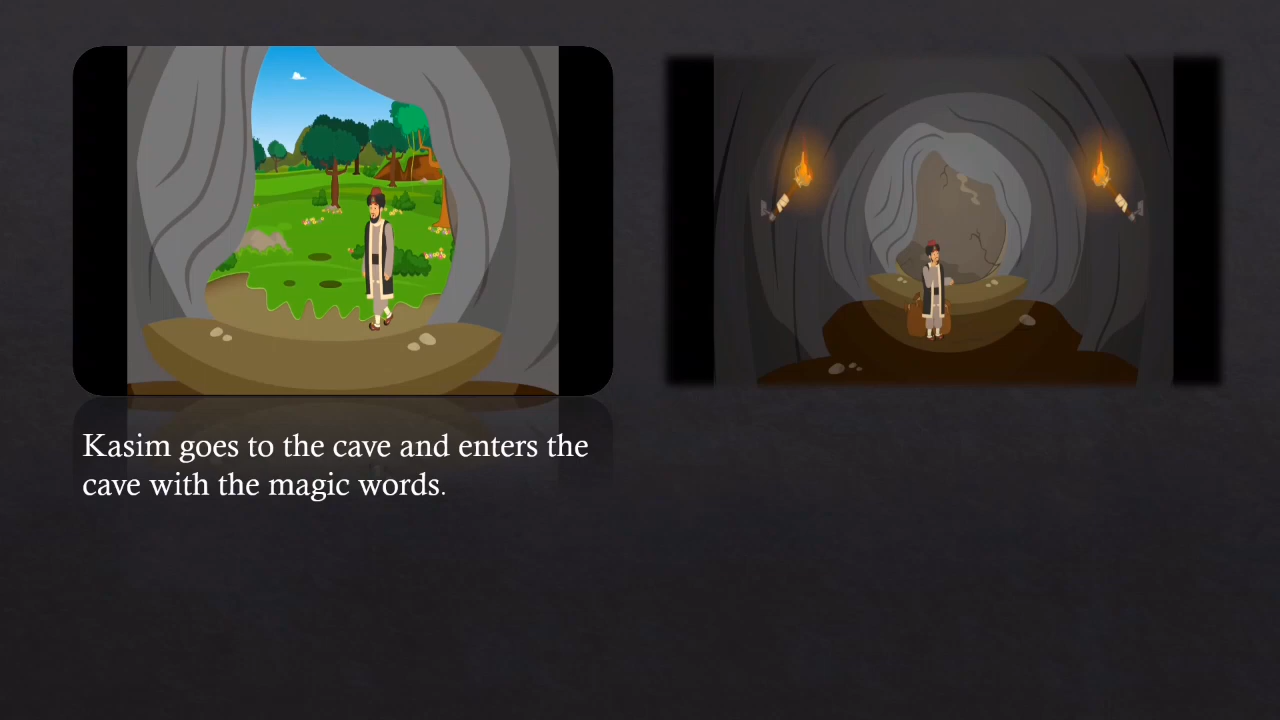 Kasim goes to the cave and enters the
cave with the magic words.